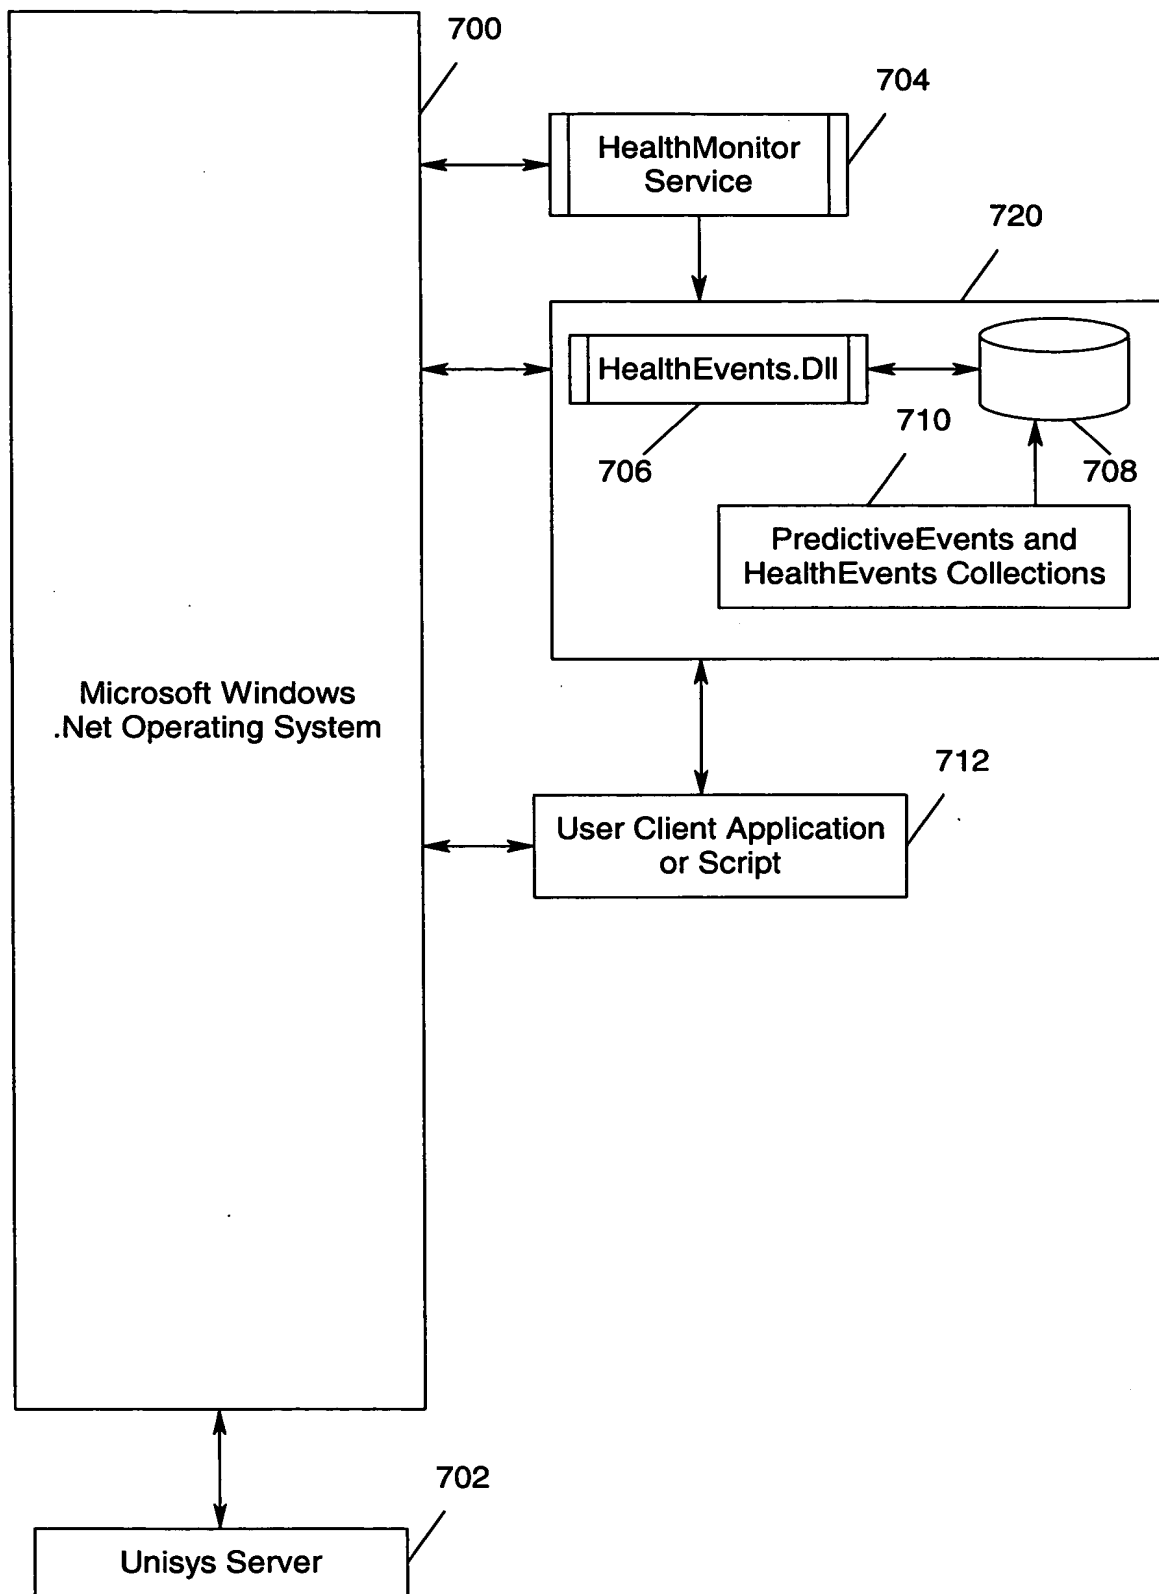 700
704
HealthMonitor
Service
720
HealthEvents.Dll
710
706
708
PredictiveEvents and
HealthEvents Collections
Microsoft Windows
.Net Operating System
712
User Client Application
or Script
702
Unisys Server